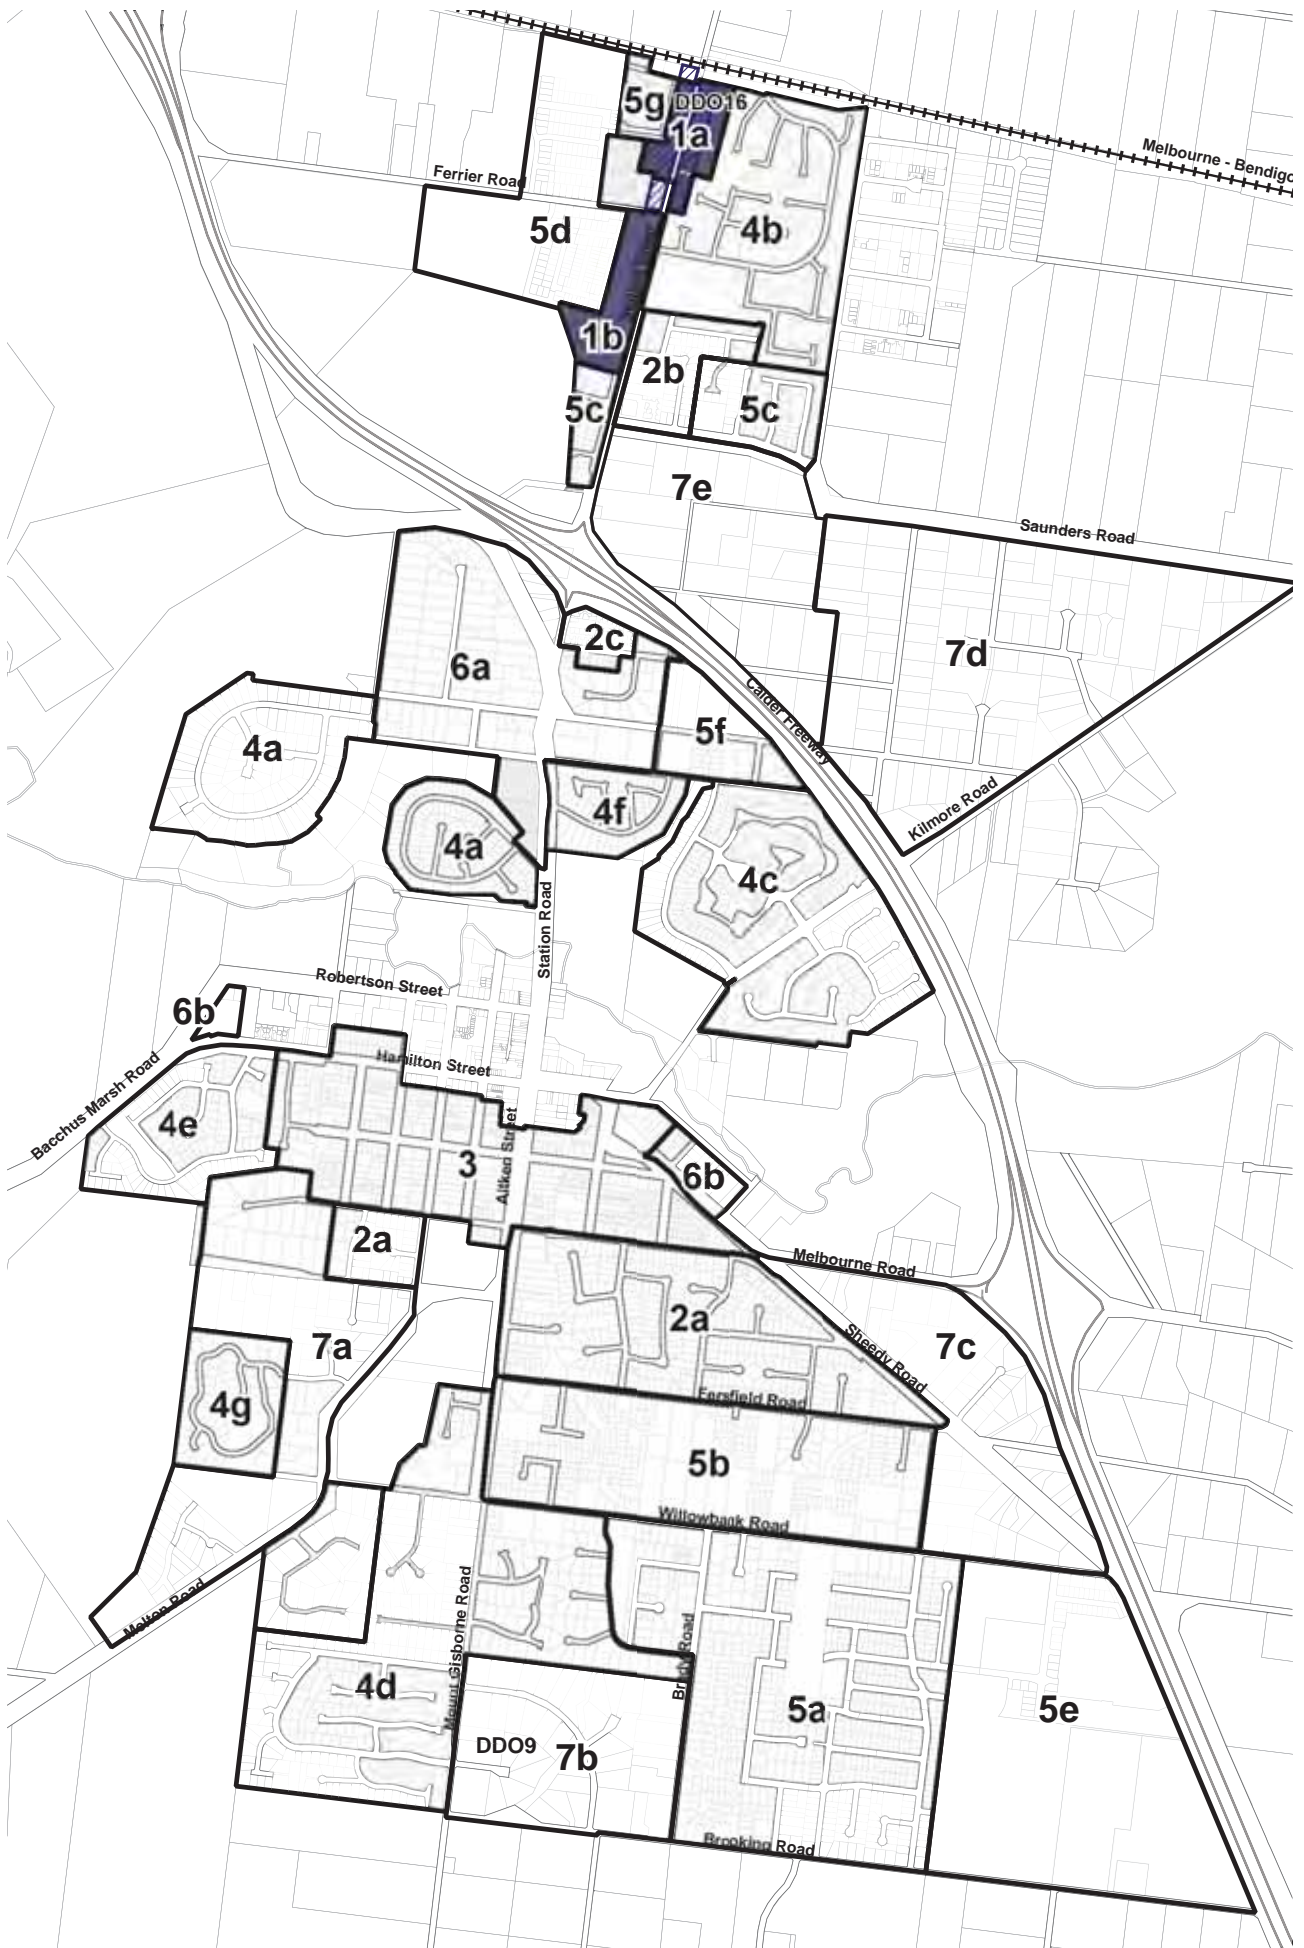 5g
DDO16
1a
Melbourne - Bendigo
Ferrier Road
5d
4b
1b
2b
5c
5c
7e
Saunders Road
2c
6a
7d
Calder Freeway
5f
4a
4f
Kilmore Road
4a
4c
Station Road
Robertson Street
6b
Hamilton Street
Bacchus Marsh Road
4e
3
Aitken Street
6b
2a
Melbourne Road
2a
7a
Sheedy Road
7c
4g
Fersfield Road
5b
Willowbank Road
Melton Road
Mount Gisborne Road
Brady Road
4d
5a
5e
DDO9
7b
Brooking Road